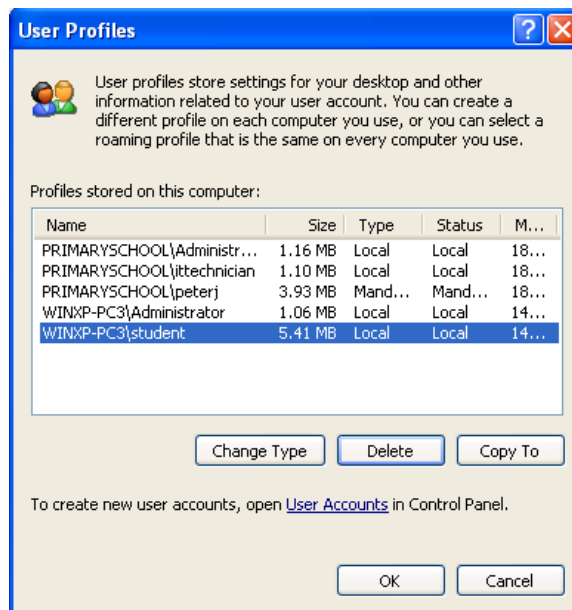 User Profiles
User profiles store settings for your desktop and other
information related to your user account. You can create a
different profile on each computer you use, or you can select a
roaming profile that is the same on every computer you use.
Profiles stored on this computer:
Name Size Type Status M...
PRIMARYSCHOOL\Administr... 1.16 MB Local Local 18...
PRIMARYSCHOOL\ittechnician 1.10 MB Local Local 18...
PRIMARYSCHOOL\peterj 3.93 MB Mand... Mand... 18...
WINXP-PC3\Administrator 1.06 MB Local Local 14...
WINXP-PC3\student 5.41 MB Local Local 14...
Change Type Delete Copy To
To create new user accounts, open User Accounts in Control Panel.
OK Cancel